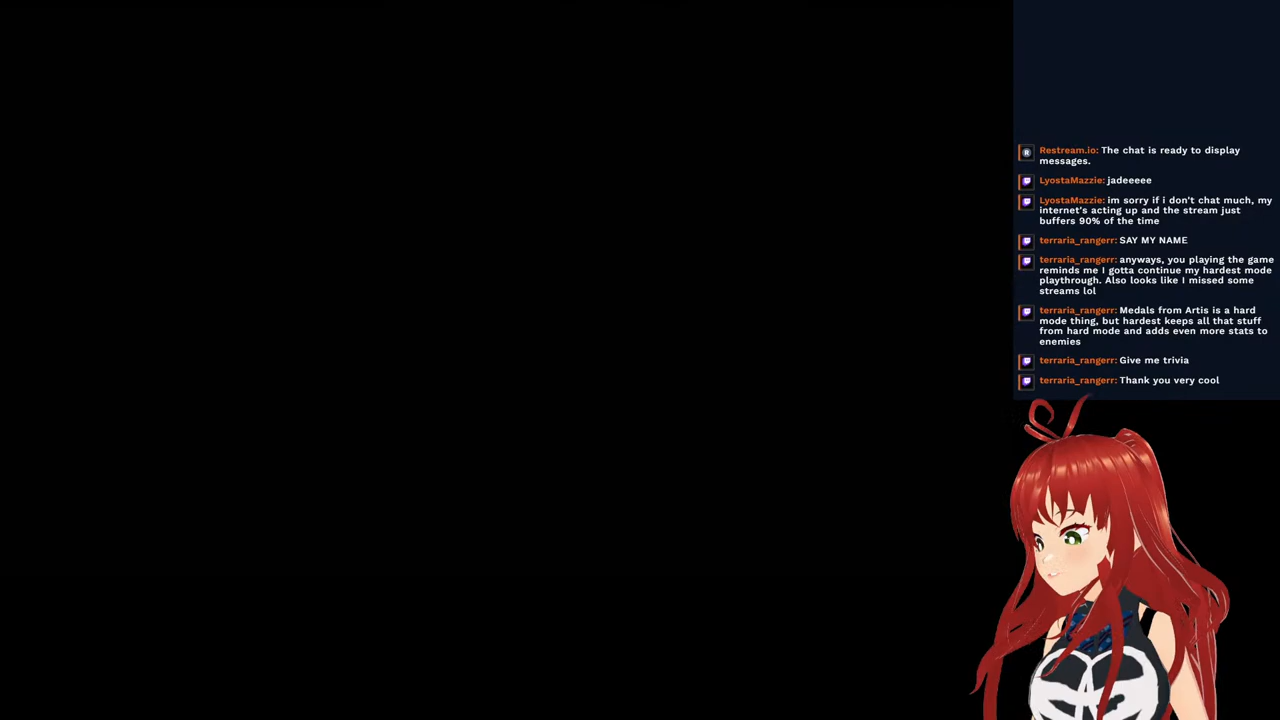 Restream.io: The chat is ready to display
messages.
LyostaMazzie: jadeeeee
LyostaMazzie: im sorry if i don't chat much, my
internet's acting up and the stream just
buffers 90% of the time
terraria_rangerr: SAY MY NAME
terraria_rangerr: anyways, you playing the game
reminds me I gotta continue my hardest mode
playthrough. Also looks like I missed some
streams lol
terraria_rangerr: Medals from Artis is a hard
mode thing, but hardest keeps all that stuff
from hard mode and adds even more stats to
enemies
terraria_rangerr: Give me trivia
terraria_rangerr: Thank you very cool